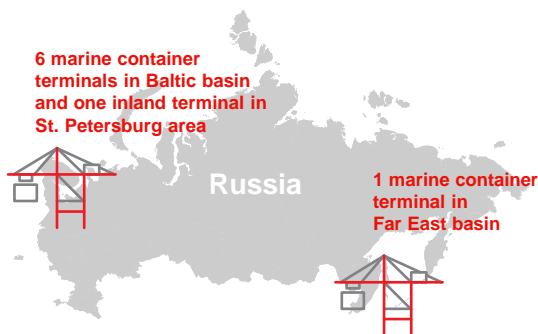 6 marine container
terminals in Baltic basin
and one inland terminal in
St. Petersburg area
Russia
1 marine container
terminal in
Far East basin